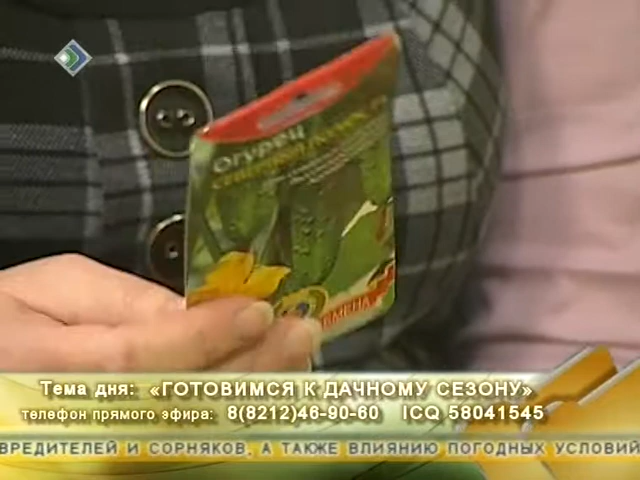 Огурец
СЕМЕНА
Тема дня: «ГОТОВИМСЯ К ДАЧНОМУ СЕЗОНУ»
телефон прямого эфира: 8(8212)46-90-60 ICQ 58041545
ВРЕДИТЕЛЕЙ И СОРНЯКОВ, А ТАКЖЕ ВЛИЯНИЮ ПОГОДНЫХ УСЛОВИЙ